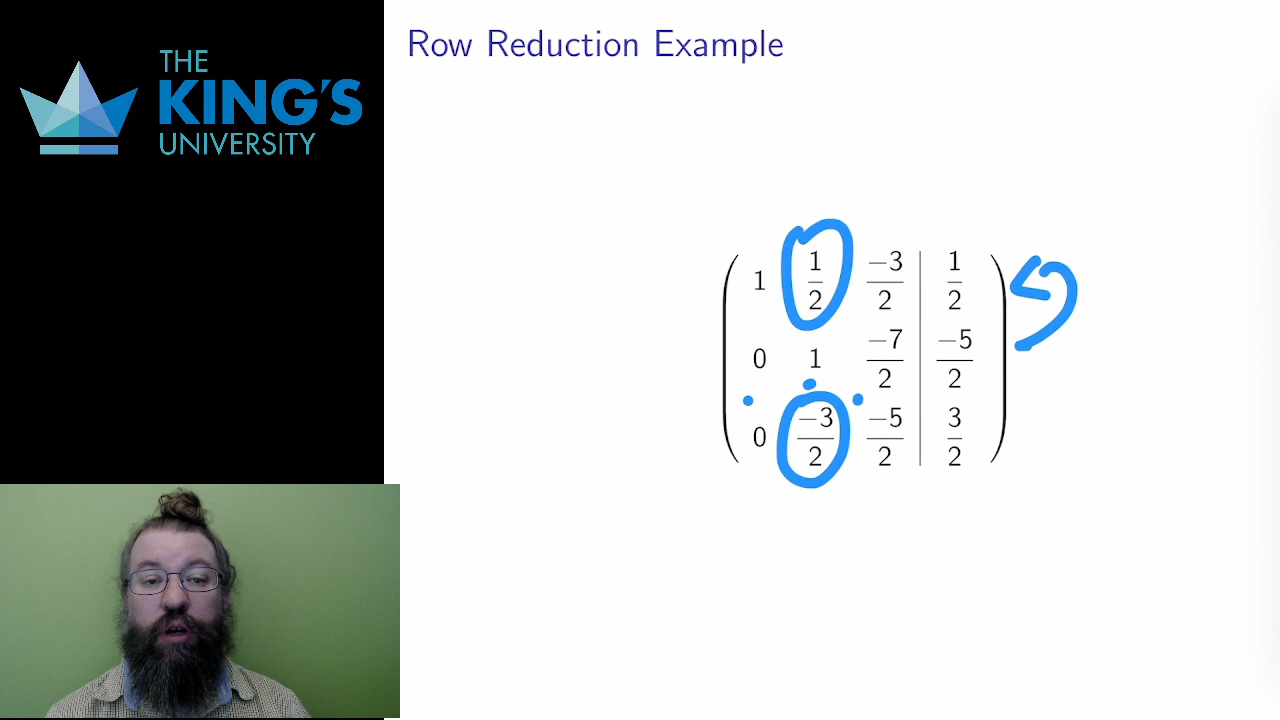 THE
KING'S
UNIVERSITY
Row Reduction Example
1 1/2 -3/2 | 1/2
0 1 -7/2 | -5/2
0 -3/2 -5/2 | 3/2